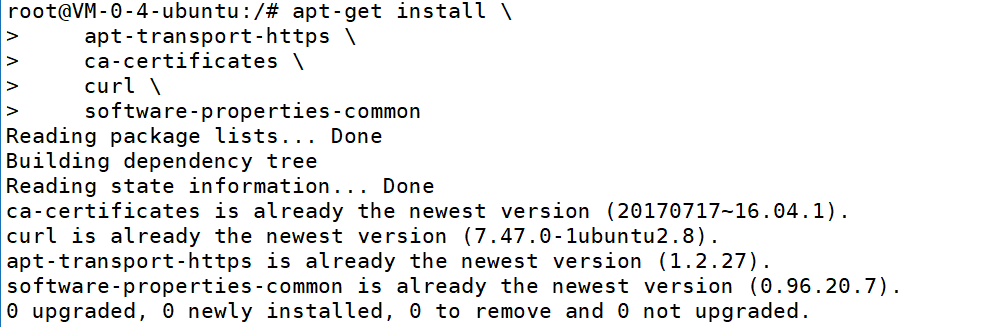 root@VM-0-4-ubuntu:/# apt-get install \
>     apt-transport-https \
>     ca-certificates \
>     curl \
>     software-properties-common
Reading package lists... Done
Building dependency tree
Reading state information... Done
ca-certificates is already the newest version (20170717~16.04.1).
curl is already the newest version (7.47.0-1ubuntu2.8).
apt-transport-https is already the newest version (1.2.27).
software-properties-common is already the newest version (0.96.20.7).
0 upgraded, 0 newly installed, 0 to remove and 0 not upgraded.